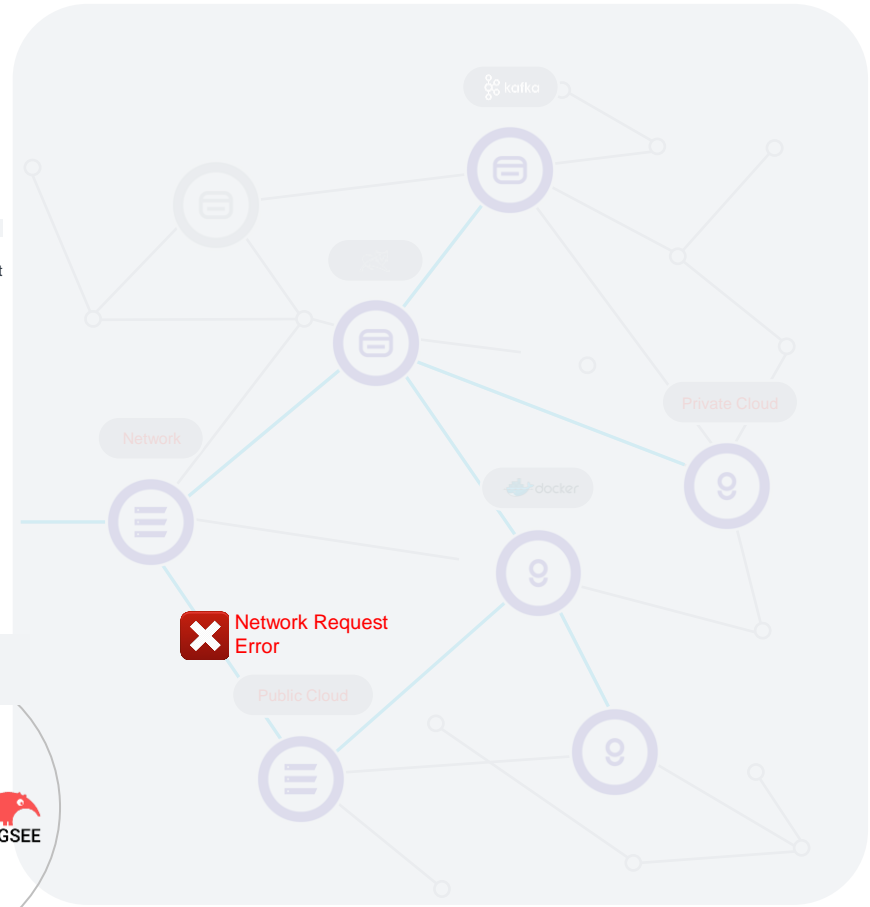 kafka
t
Private Cloud
Network
docker
Network Request
Error
Public Cloud
GSEE